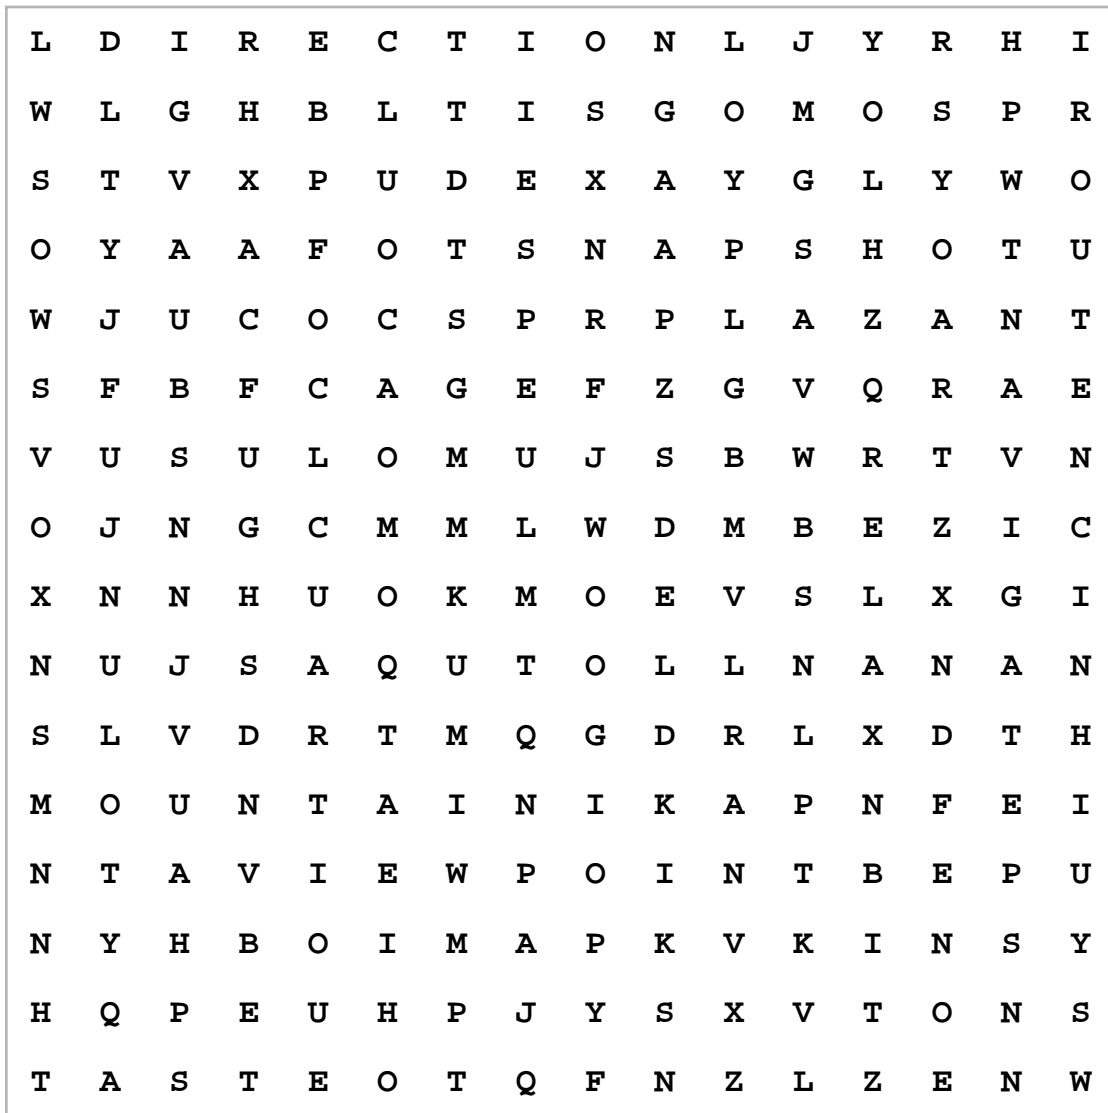 L D I R E C T I O N L J Y R H I
W L G H B L T I S G O M O S P R
S T V X P U D E X A Y G L Y W O
O Y A A F O T S N A P S H O T U
W J U C O C S P R P L A Z A N T
S F B F C A G E F Z G V Q R A E
V U S U L O M U J S B W R T V N
O J N G C M M L W D M B E Z I C
X N N H U O K M O E V S L X G I
N U J S A Q U T O L L N A N A N
S L V D R T M Q G D R L X D T H
M O U N T A I N I K A P N F E I
N T A V I E W P O I N T B E P U
N Y H B O I M A P K V K I N S Y
H Q P E U H P J Y S X V T O N S
T A S T E O T Q F N Z L Z E N W